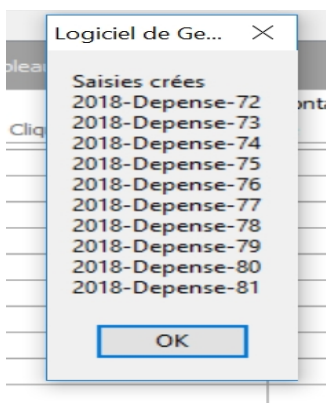 Logiciel de Ge...
Saisies crées
2018-Depense-72
2018-Depense-73
2018-Depense-74
2018-Depense-75
2018-Depense-76
2018-Depense-77
2018-Depense-78
2018-Depense-79
2018-Depense-80
2018-Depense-81
OK
Cliq